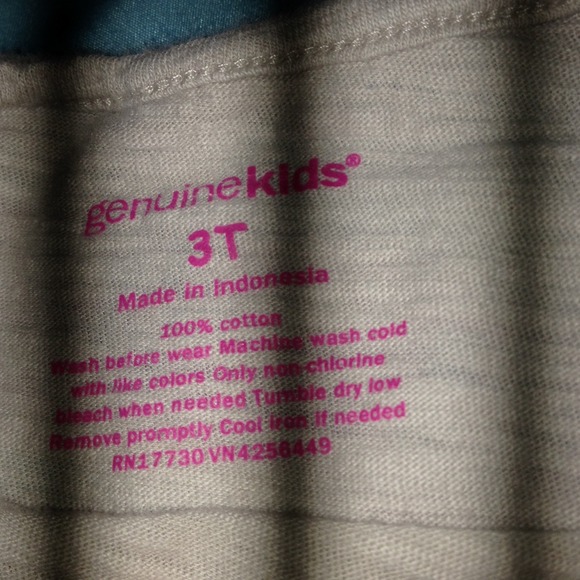 genuinekids®
3T
Made in Indonesia
100% cotton
Wash before wear Machine wash cold
with like colors Only non-chlorine
bleach when needed Tumble dry low
Remove promptly Cool iron if needed
RN17730 VN4256449